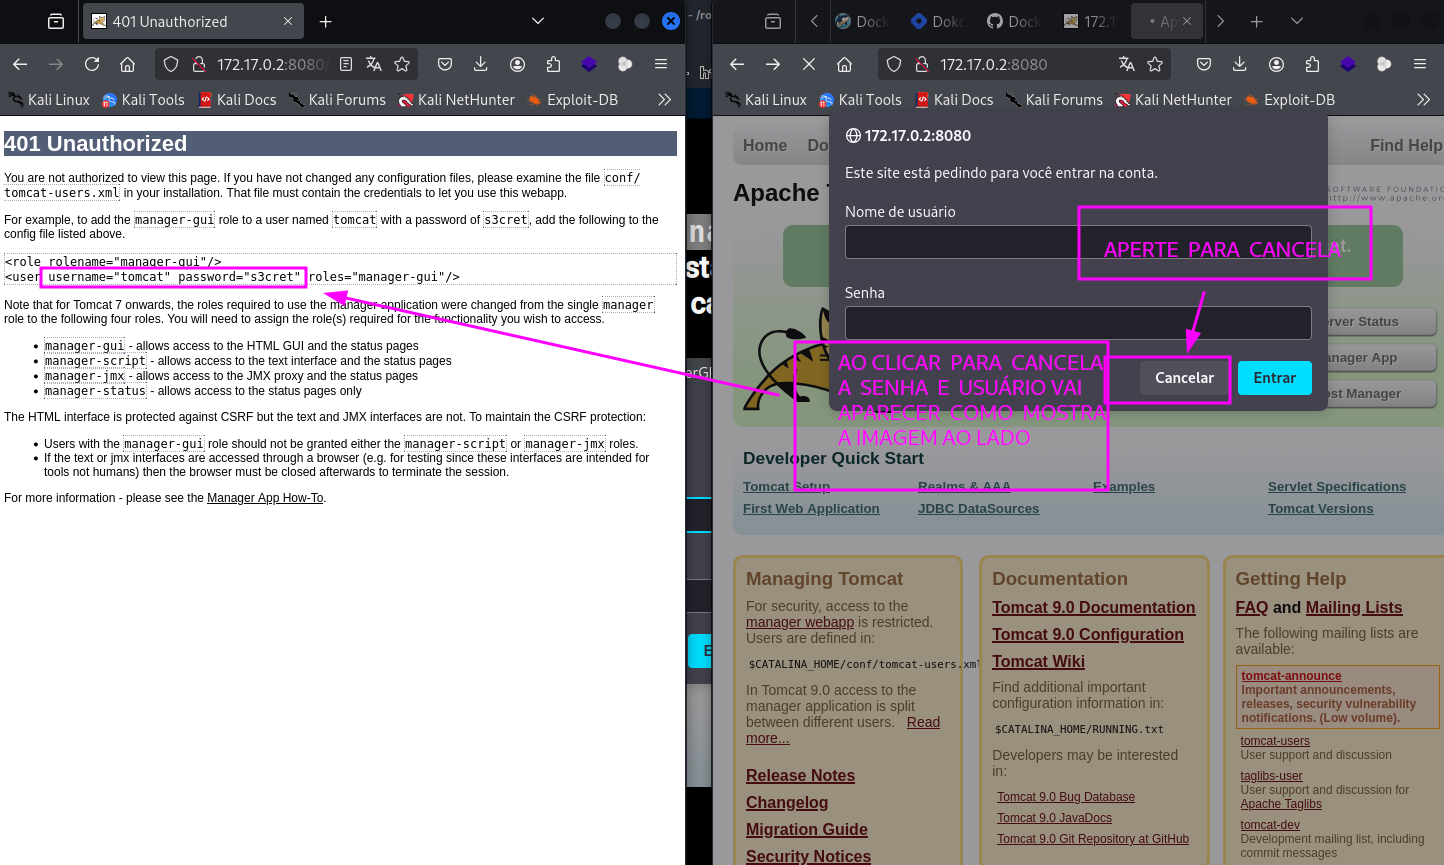 401 Unauthorized
172.17.0.2:8080/
Kali Linux Kali Tools Kali Docs Kali Forums Kali NetHunter Exploit-DB
401 Unauthorized
You are not authorized to view this page. If you have not changed any configuration files, please examine the file conf/
tomcat-users.xml in your installation. That file must contain the credentials to let you use this webapp.
For example, to add the manager-gui role to a user named tomcat with a password of s3cret, add the following to the
config file listed above.
<role rolename="manager-gui"/>
<user username="tomcat" password="s3cret" roles="manager-gui"/>
Note that for Tomcat 7 onwards, the roles required to use the manager application were changed from the single manager
role to the following four roles. You will need to assign the role(s) required for the functionality you wish to access.
manager-gui - allows access to the HTML GUI and the status pages
manager-script - allows access to the text interface and the status pages
manager-jmx - allows access to the JMX proxy and the status pages
manager-status - allows access to the status pages only
The HTML interface is protected against CSRF but the text and JMX interfaces are not. To maintain the CSRF protection:
Users with the manager-gui role should not be granted either the manager-script or manager-jmx roles.
If the text or jmx interfaces are accessed through a browser (e.g. for testing since these interfaces are intended for
tools not humans) then the browser must be closed afterwards to terminate the session.
For more information - please see the Manager App How-To.
Dock Doko Dock 172.1 • Ap
172.17.0.2:8080
Kali Linux Kali Tools Kali Docs Kali Forums Kali NetHunter Exploit-DB
Home Do Find Help
172.17.0.2:8080
Este site está pedindo para você entrar na conta.
Apache
SOFTWARE FOUNDA
http://www.apache.or
Nome de usuário
APERTE PARA CANCELA
Senha
erver Status
anager App
ost Manager
Cancelar Entrar
AO CLICAR PARA CANCELA
A SENHA E USUÁRIO VAI
APARECER COMO MOSTRA
A IMAGEM AO LADO
Developer Quick Start
Tomcat Setup Realms & AAA Examples Servlet Specifications
First Web Application JDBC DataSources Tomcat Versions
Managing Tomcat
For security, access to the
manager webapp is restricted.
Users are defined in:
$CATALINA_HOME/conf/tomcat-users.xml
In Tomcat 9.0 access to the
manager application is split
between different users. Read
more...
Release Notes
Changelog
Migration Guide
Security Notices
Documentation
Tomcat 9.0 Documentation
Tomcat 9.0 Configuration
Tomcat Wiki
Find additional important
configuration information in:
$CATALINA_HOME/RUNNING.txt
Developers may be interested
in:
Tomcat 9.0 Bug Database
Tomcat 9.0 JavaDocs
Tomcat 9.0 Git Repository at GitHub
Getting Help
FAQ and Mailing Lists
The following mailing lists are
available:
tomcat-announce
Important announcements,
releases, security vulnerability
notifications. (Low volume).
tomcat-users
User support and discussion
taglibs-user
User support and discussion for
Apache Taglibs
tomcat-dev
Development mailing list, including
commit messages